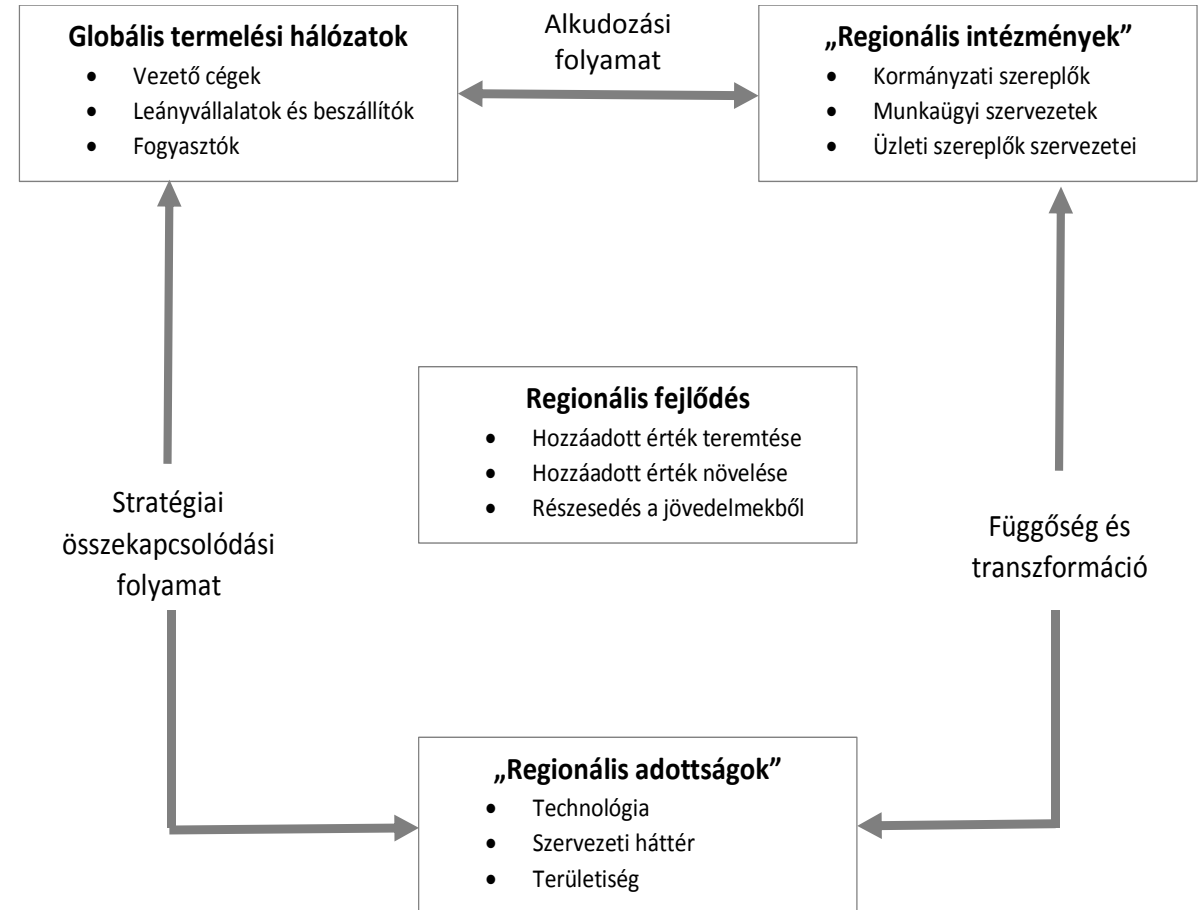 Globális termelési hálózatok
• Vezető cégek
• Leányvállalatok és beszállítók
• Fogyasztók
Alkudozási
folyamat
„Regionális intézmények”
• Kormányzati szereplők
• Munkaügyi szervezetek
• Üzleti szereplők szervezetei
Regionális fejlődés
• Hozzáadott érték teremtése
• Hozzáadott érték növelése
• Részesedés a jövedelmekből
Stratégiai
összekapcsolódási
folyamat
Függőség és
transzformáció
„Regionális adottságok”
• Technológia
• Szervezeti háttér
• Területiség